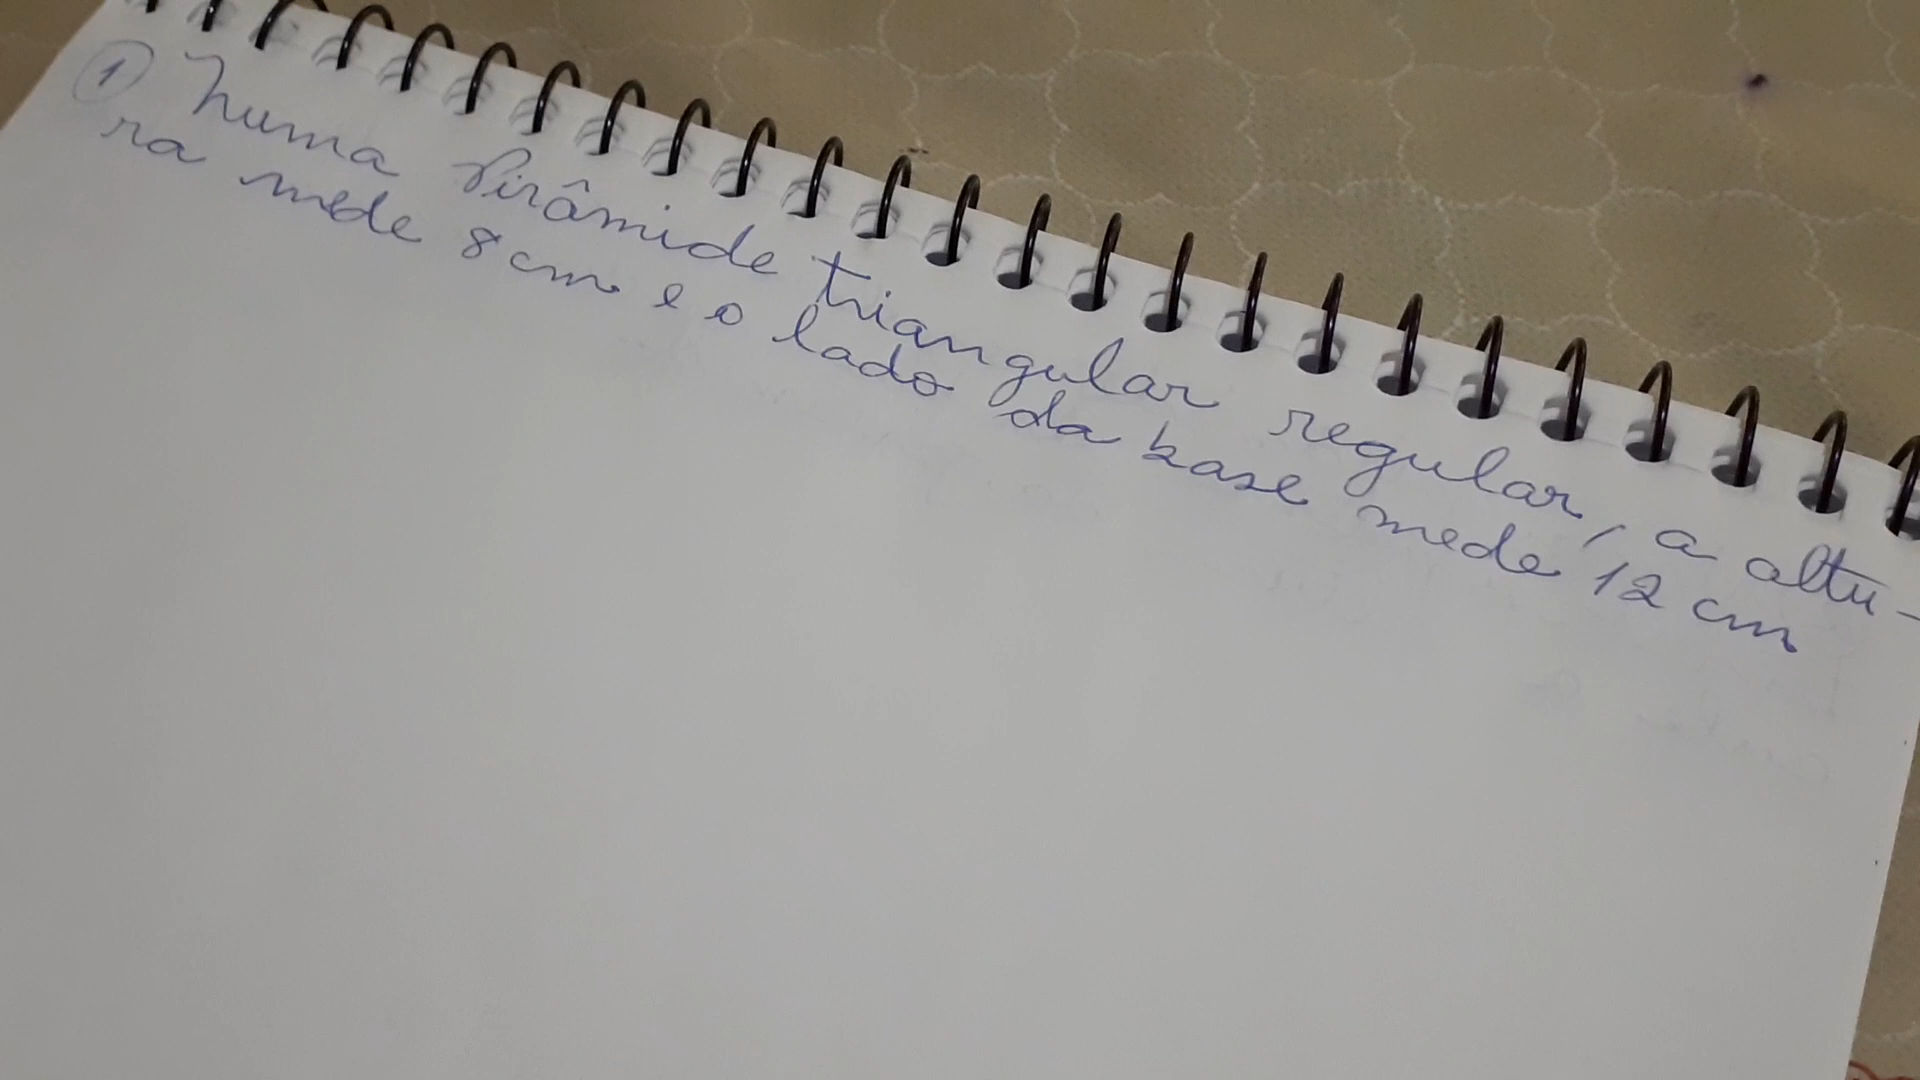 ① Numa Pirâmide triangular regular, a altu-
ra mede 8 cm e o lado da base mede 12 cm